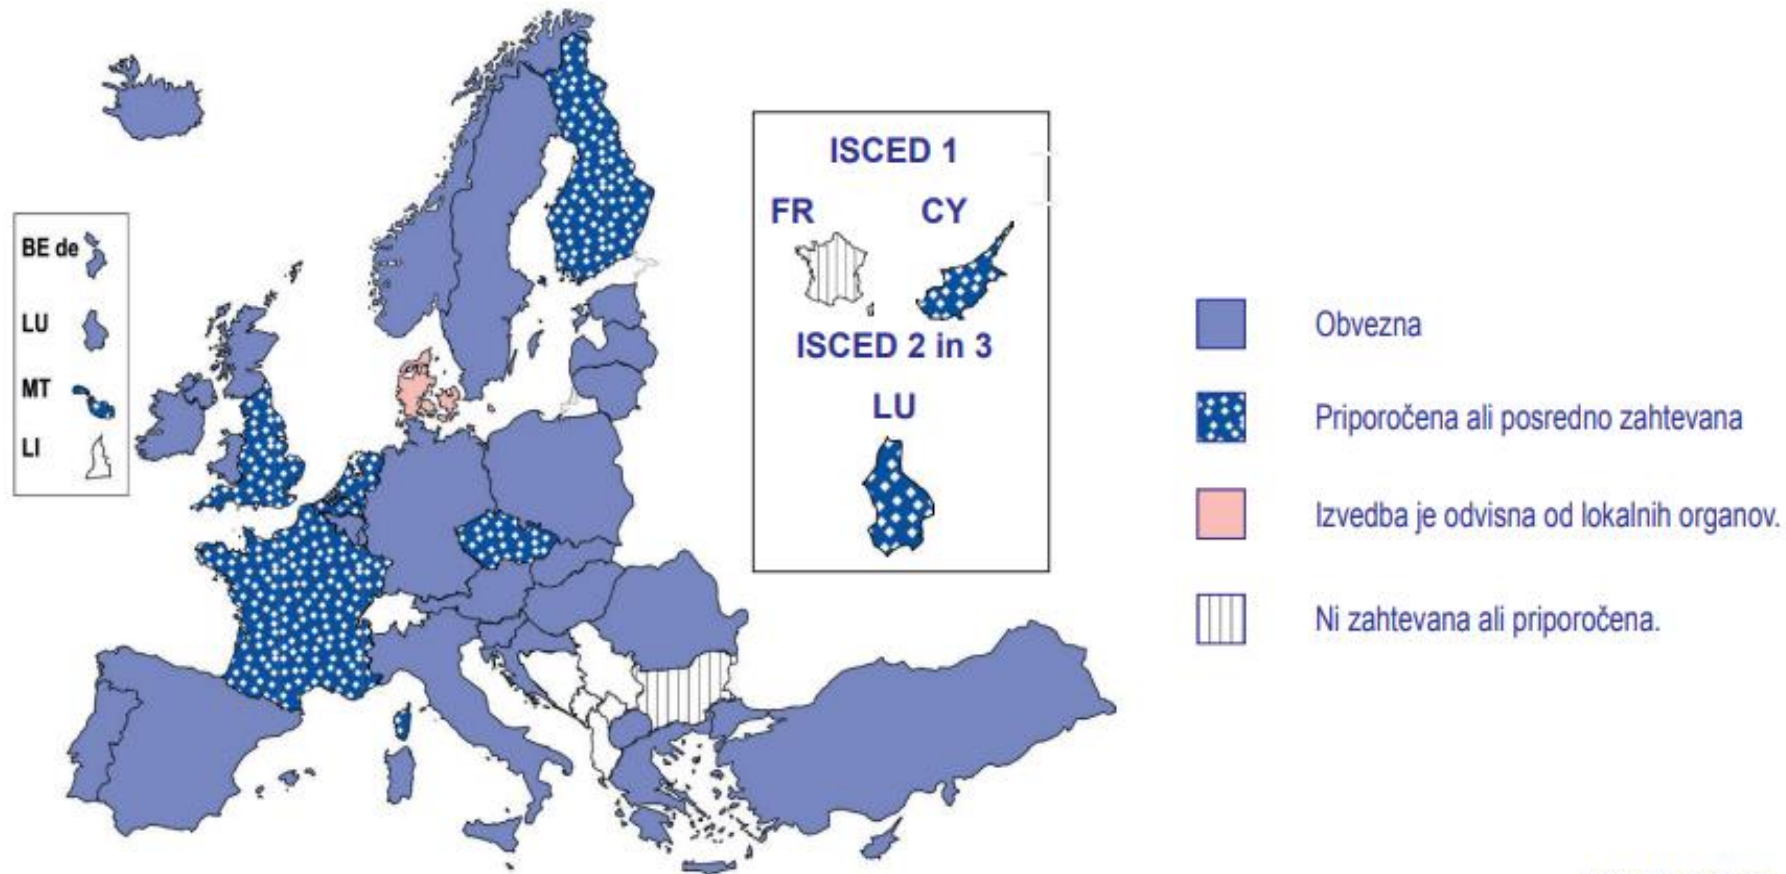 BE de
LU
MT
LI
ISCED 1
FR CY
ISCED 2 in 3
LU
Obvezna
Priporočena ali posredno zahtevana
Izvedba je odvisna od lokalnih organov.
Ni zahtevana ali priporočena.